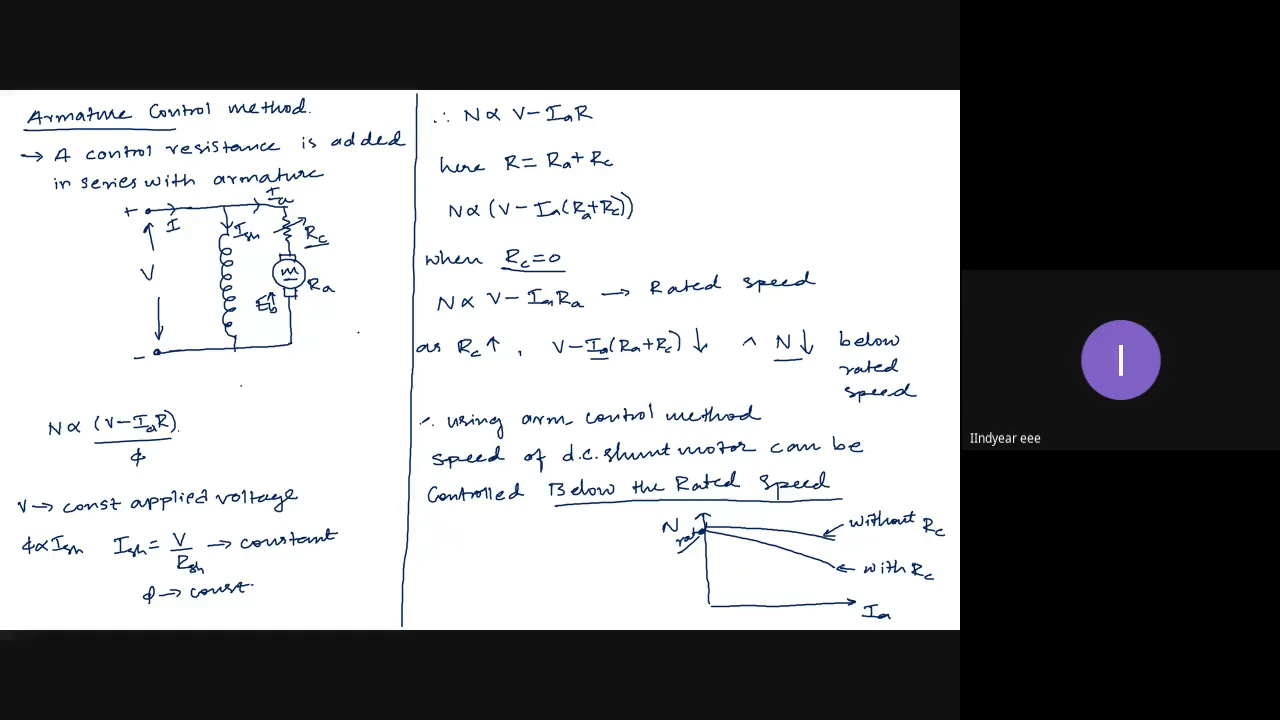 Armature Control method.
→ A control resistance is added
in series with armature
+ I Ia
Ish Rc
V
m Ra
Eb
−
N ∝ (V − IaR)
ϕ
V → const applied voltage
ϕ ∝ Ish Ish = V/Rsh → constant
ϕ → const.
∴ N ∝ V − IaR
here R = Ra + Rc
N ∝ (V − Ia(Ra+Rc))
when Rc = 0
N ∝ V − IaRa → Rated speed
as Rc ↑ , V − Ia(Ra+Rc) ↓ ^ N ↓ below
rated
speed
∴ using arm control method
speed of d.c. shunt motor can be
controlled Below the Rated Speed
N rated
without Rc
with Rc
Ia
I
IIndyear eee